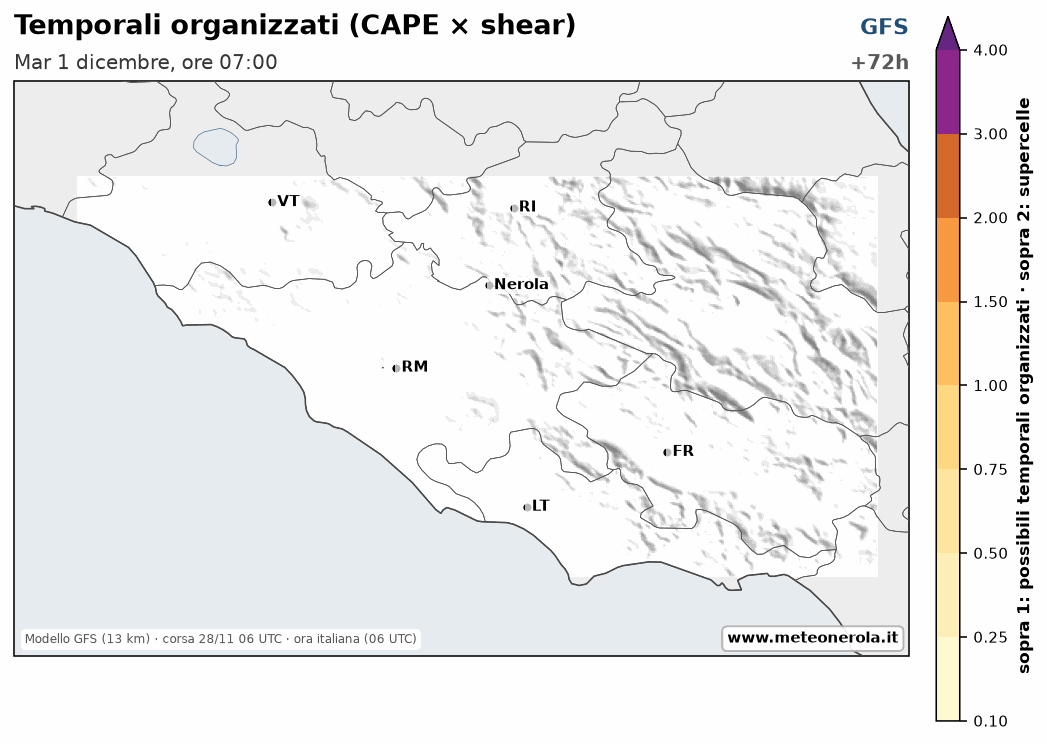 Temporali organizzati (CAPE × shear)
GFS
Mar 1 dicembre, ore 07:00
+72h
VT
RI
Nerola
RM
FR
LT
Modello GFS (13 km) · corsa 28/11 06 UTC · ora italiana (06 UTC)
www.meteonerola.it
4.00
3.00
2.00
1.50
1.00
0.75
0.50
0.25
0.10
sopra 1: possibili temporali organizzati · sopra 2: supercelle